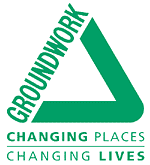 GROUNDWORK
CHANGING PLACES
CHANGING LIVES